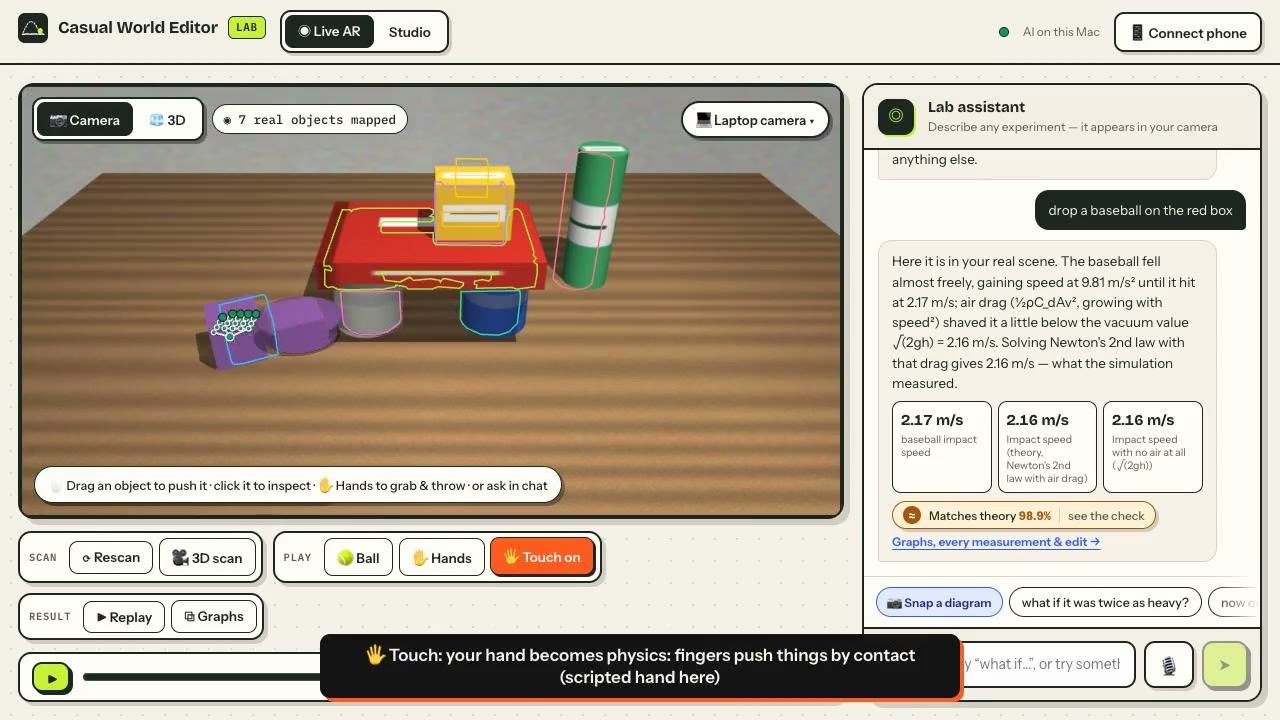 Casual World Editor
LAB
Live AR
Studio
AI on this Mac
Connect phone
Camera
3D
7 real objects mapped
Laptop camera
Drag an object to push it · click it to inspect · Hands to grab & throw · or ask in chat
SCAN
Rescan
3D scan
PLAY
Ball
Hands
Touch on
RESULT
Replay
Graphs
Lab assistant
Describe any experiment — it appears in your camera
anything else.
drop a baseball on the red box
Here it is in your real scene. The baseball fell
almost freely, gaining speed at 9.81 m/s² until it hit
at 2.17 m/s; air drag (½ρC_dAv², growing with
speed²) shaved it a little below the vacuum value
√(2gh) = 2.16 m/s. Solving Newton's 2nd law with
that drag gives 2.16 m/s — what the simulation
measured.
2.17 m/s
baseball impact
speed
2.16 m/s
Impact speed
(theory,
Newton's 2nd
law with air drag)
2.16 m/s
Impact speed
with no air at all
(√(2gh))
≈ Matches theory 98.9% see the check
Graphs, every measurement & edit →
Snap a diagram
what if it was twice as heavy?
now
y “what if…”, or try someth
Touch: your hand becomes physics: fingers push things by contact
(scripted hand here)